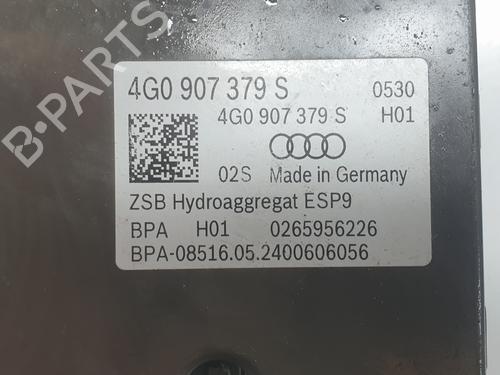 4G0 907 379 S 0530
4G0 907 379 S H01
02S Made in Germany
ZSB Hydroaggregat ESP9
BPA H01 0265956226
BPA-08516.05.2400606056